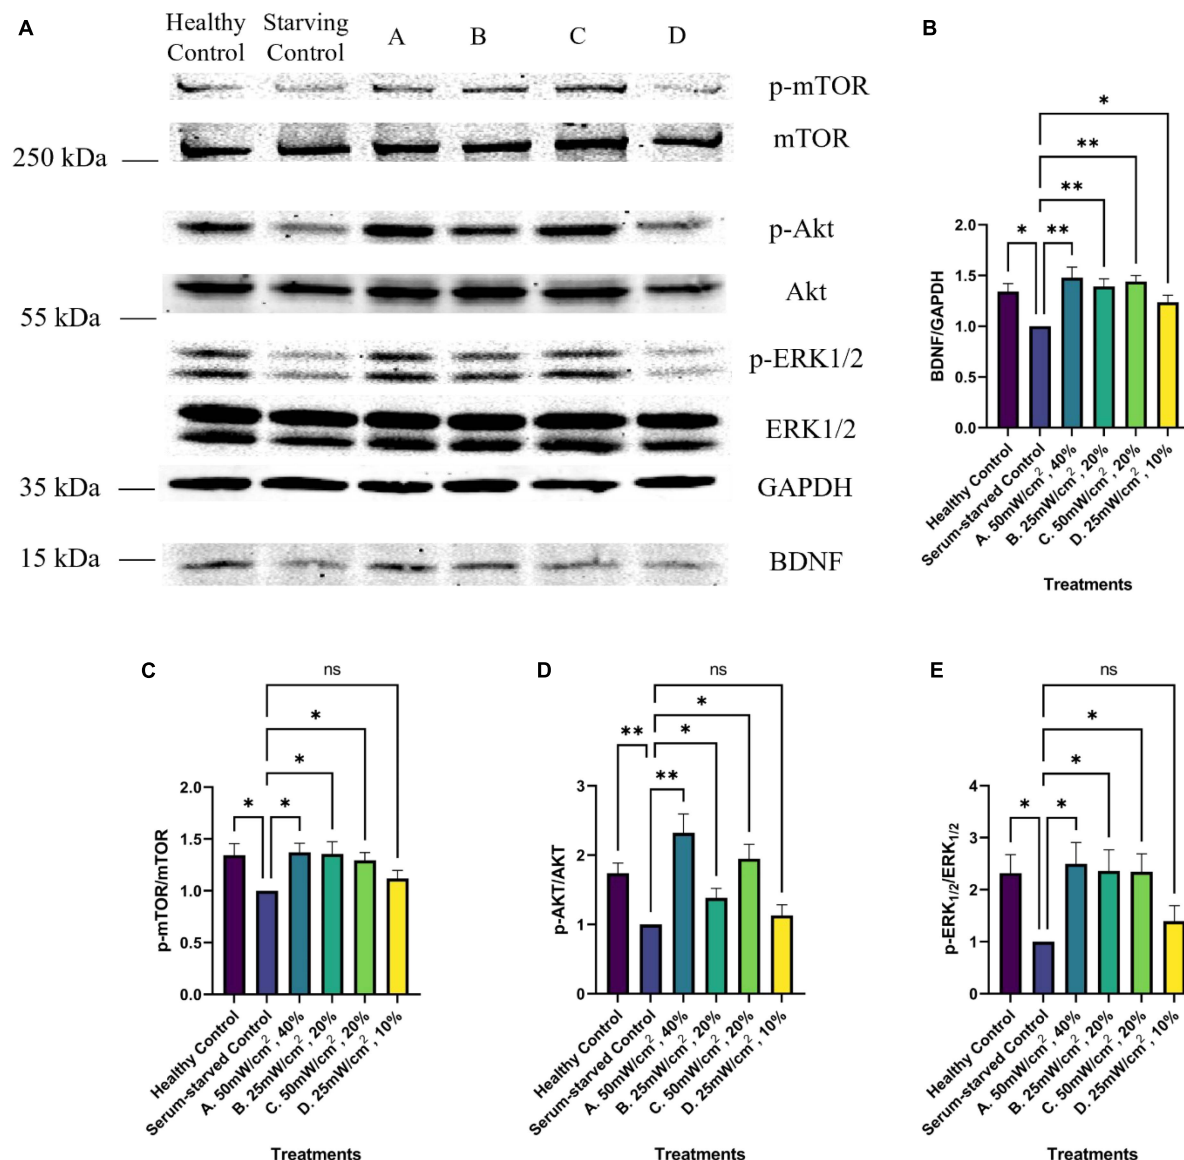 A
Healthy Control
Starving Control
A
B
C
D
p-mTOR
mTOR
250 kDa
p-Akt
Akt
55 kDa
p-ERK1/2
ERK1/2
35 kDa
GAPDH
15 kDa
BDNF
B
*
**
**
* **
2.0
1.5
1.0
0.5
0.0
BDNF/GAPDH
Healthy Control
Serum-starved Control
A. 50mW/cm², 40%
B. 25mW/cm², 20%
C. 50mW/cm², 20%
D. 25mW/cm², 10%
Treatments
C
ns
*
*
* *
2.0
1.5
1.0
0.5
0.0
p-mTOR/mTOR
Healthy Control
Serum-starved Control
A. 50mW/cm², 40%
B. 25mW/cm², 20%
C. 50mW/cm², 20%
D. 25mW/cm², 10%
Treatments
D
ns
*
*
**
**
3
2
1
0
p-AKT/AKT
Healthy Control
Serum-starved Control
A. 50mW/cm², 40%
B. 25mW/cm², 20%
C. 50mW/cm², 20%
D. 25mW/cm², 10%
Treatments
E
ns
*
*
* *
4
3
2
1
0
p-ERK1/2/ERK1/2
Healthy Control
Serum-starved Control
A. 50mW/cm², 40%
B. 25mW/cm², 20%
C. 50mW/cm², 20%
D. 25mW/cm², 10%
Treatments